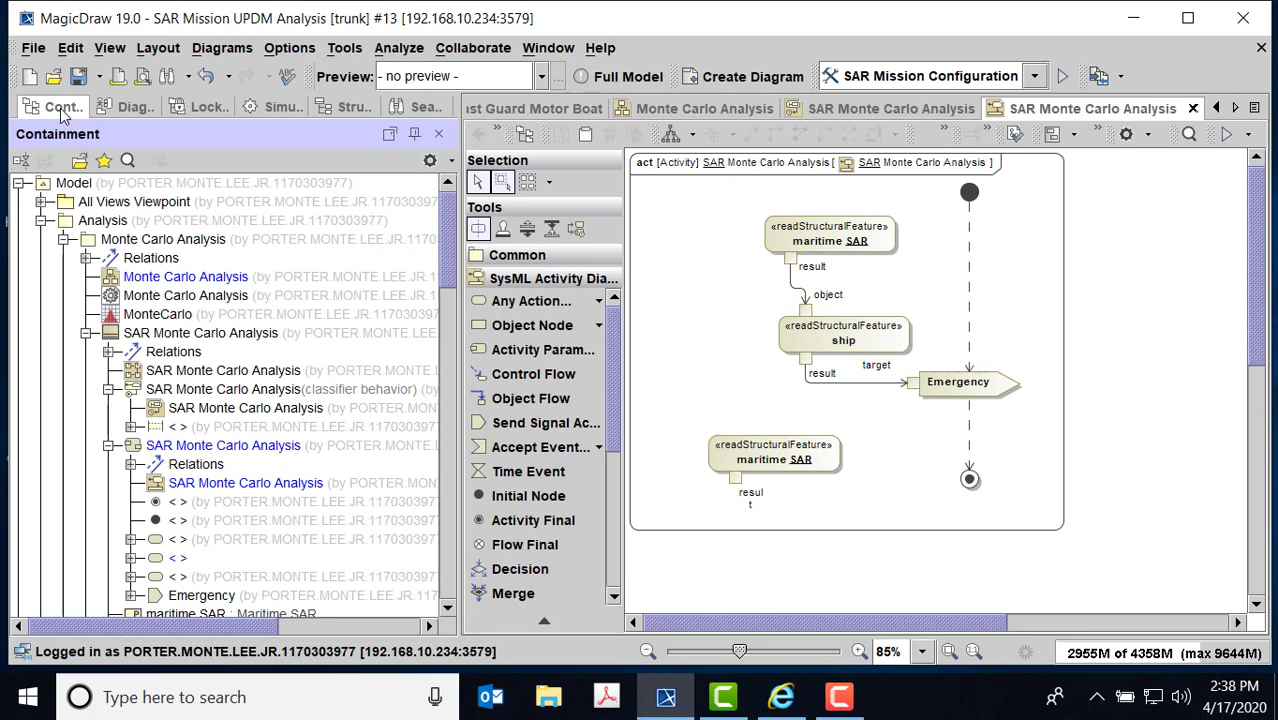 MagicDraw 19.0 - SAR Mission UPDM Analysis [trunk] #13 [192.168.10.234:3579]
File Edit View Layout Diagrams Options Tools Analyze Collaborate Window Help
Preview: - no preview - Full Model Create Diagram SAR Mission Configuration
Cont.. Diag.. Lock.. Simu.. Stru.. Sea..
ast Guard Motor Boat SAR Monte Carlo Analysis SAR Monte Carlo Analysis SAR Monte Carlo Analysis
Containment
Model (by PORTER.MONTE.LEE.JR.1170303977)
All Views Viewpoint (by PORTER.MONTE.LEE.JR.1170303977)
Analysis (by PORTER.MONTE.LEE.JR.1170303977)
Monte Carlo Analysis (by PORTER.MONTE.LEE.JR.1170303977
Relations
Monte Carlo Analysis (by PORTER.MONTE.LEE.JR.1
Monte Carlo Analysis (by PORTER.MONTE.LEE.JR.1
MonteCarlo (by PORTER.MONTE.LEE.JR.1170303977
SAR Monte Carlo Analysis (by PORTER.MONTE.LEE
Relations
SAR Monte Carlo Analysis (by PORTER.MONTE.
SAR Monte Carlo Analysis(classifier behavior) (by
SAR Monte Carlo Analysis (by PORTER.MON
< > (by PORTER.MONTE.LEE.JR.1170303977
SAR Monte Carlo Analysis (by PORTER.MONTE.
Relations
SAR Monte Carlo Analysis (by PORTER.MON
< > (by PORTER.MONTE.LEE.JR.1170303977
< > (by PORTER.MONTE.LEE.JR.1170303977
< > (by PORTER.MONTE.LEE.JR.1170303977
< >
< > (by PORTER.MONTE.LEE.JR.1170303977
Emergency (by PORTER.MONTE.LEE.JR.1170
maritime SAR : Maritime SAR
Selection
Tools
Common
SysML Activity Dia...
Any Action...
Object Node
Activity Param...
Control Flow
Object Flow
Send Signal Ac...
Accept Event...
Time Event
Initial Node
Activity Final
Flow Final
Decision
Merge
act [Activity] SAR Monte Carlo Analysis [ SAR Monte Carlo Analysis ]
«readStructuralFeature»
maritime SAR
result
object
«readStructuralFeature»
ship
result
target
Emergency
«readStructuralFeature»
maritime SAR
resul
t
Logged in as PORTER.MONTE.LEE.JR.1170303977 [192.168.10.234:3579] 85% 2955M of 4358M (max 9644M)
Type here to search
2:38 PM
4/17/2020